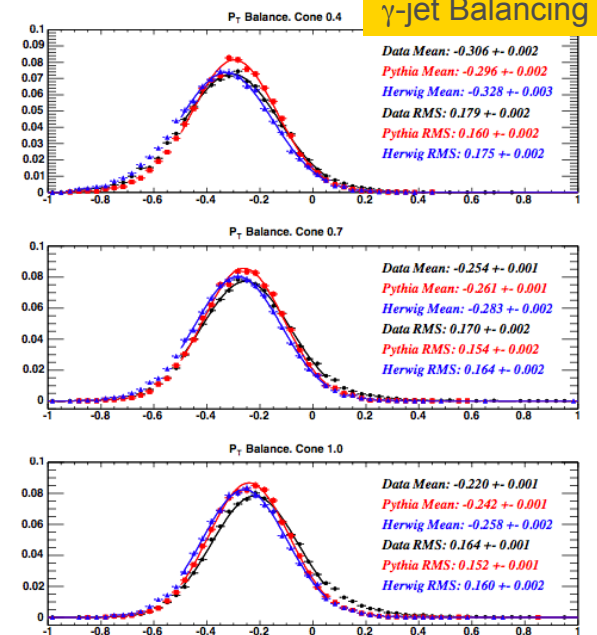 γ-jet Balancing
P_T Balance. Cone 0.4
0.1
0.09
0.08
0.07
0.06
0.05
0.04
0.03
0.02
0.01
0
-1 -0.8 -0.6 -0.4 -0.2 0 0.2 0.4 0.6 0.8 1
Data Mean: -0.306 +- 0.002
Pythia Mean: -0.296 +- 0.002
Herwig Mean: -0.328 +- 0.003
Data RMS: 0.179 +- 0.002
Pythia RMS: 0.160 +- 0.002
Herwig RMS: 0.175 +- 0.002
P_T Balance. Cone 0.7
0.1
0.08
0.06
0.04
0.02
0
-1 -0.8 -0.6 -0.4 -0.2 0 0.2 0.4 0.6 0.8 1
Data Mean: -0.254 +- 0.001
Pythia Mean: -0.261 +- 0.001
Herwig Mean: -0.283 +- 0.002
Data RMS: 0.170 +- 0.002
Pythia RMS: 0.154 +- 0.002
Herwig RMS: 0.164 +- 0.002
P_T Balance. Cone 1.0
0.1
0.08
0.06
0.04
0.02
0
-1 -0.8 -0.6 -0.4 -0.2 0 0.2 0.4 0.6 0.8 1
Data Mean: -0.220 +- 0.001
Pythia Mean: -0.242 +- 0.001
Herwig Mean: -0.258 +- 0.002
Data RMS: 0.164 +- 0.001
Pythia RMS: 0.152 +- 0.001
Herwig RMS: 0.160 +- 0.002